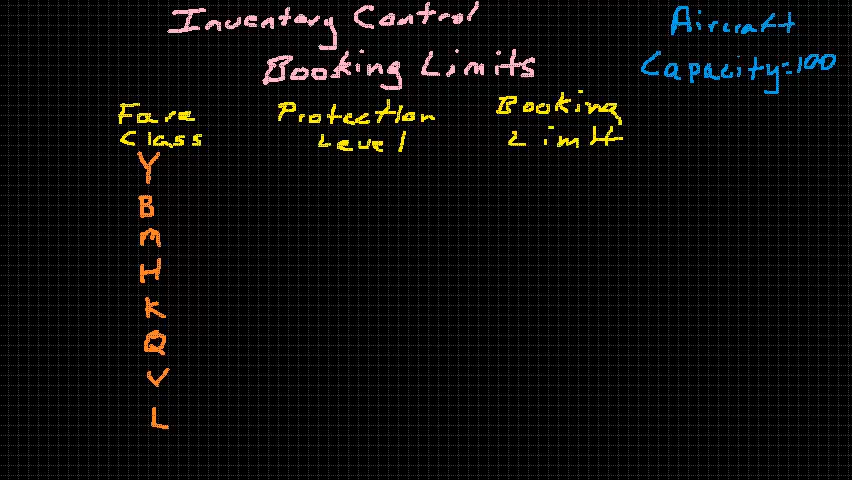 Inventory Control
Booking Limits
Aircraft
Capacity=100
Fare Class
Protection Level
Booking Limit
Y
B
M
H
K
Q
V
L